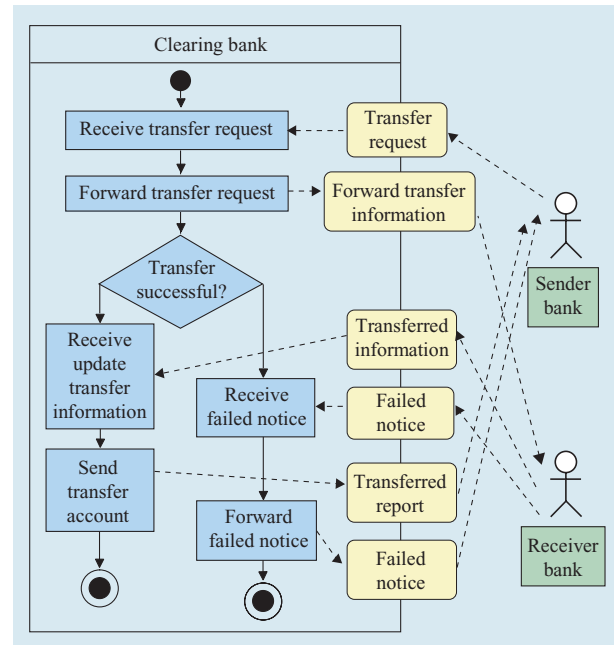 Clearing bank
Receive transfer request
Transfer
request
Forward transfer request
Forward transfer
information
Sender
bank
Transfer
successful?
Receive
update
transfer
information
Transferred
information
Receive
failed notice
Failed
notice
Send
transfer
account
Transferred
report
Forward
failed notice
Failed
notice
Receiver
bank